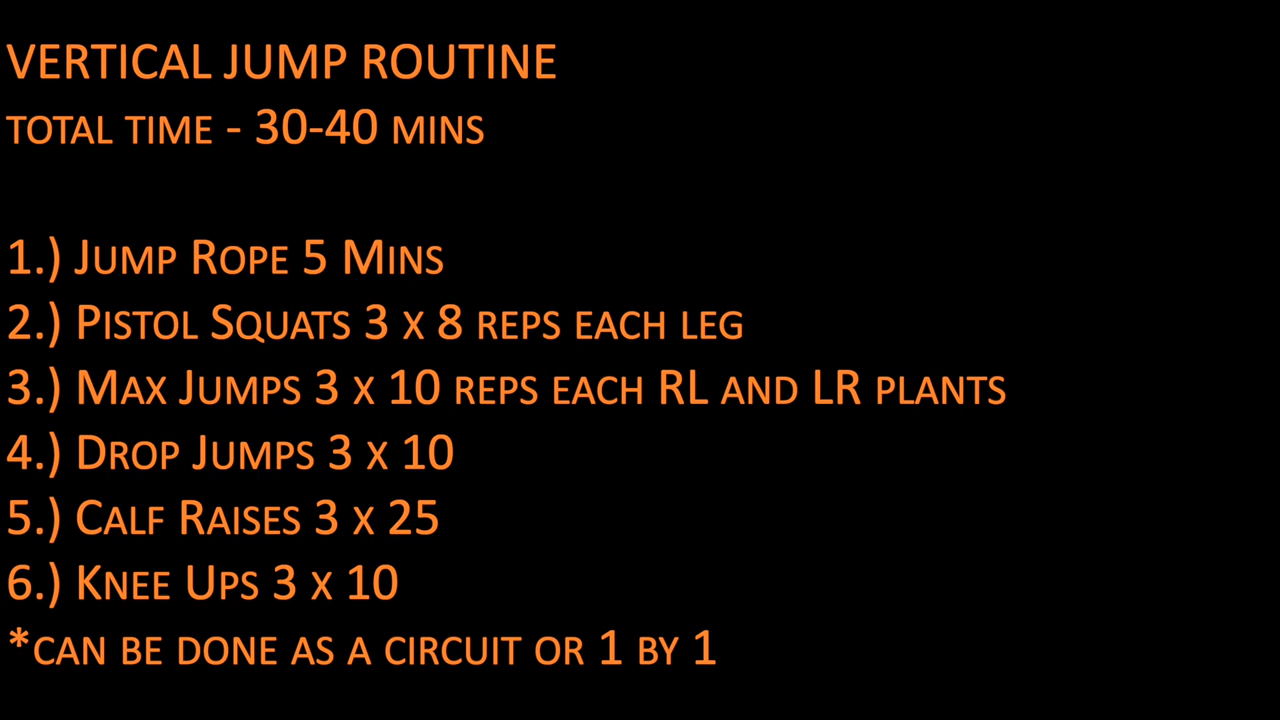 VERTICAL JUMP ROUTINE
TOTAL TIME - 30-40 MINS
1.) JUMP ROPE 5 MINS
2.) PISTOL SQUATS 3 X 8 REPS EACH LEG
3.) MAX JUMPS 3 X 10 REPS EACH RL AND LR PLANTS
4.) DROP JUMPS 3 X 10
5.) CALF RAISES 3 X 25
6.) KNEE UPS 3 X 10
*CAN BE DONE AS A CIRCUIT OR 1 BY 1